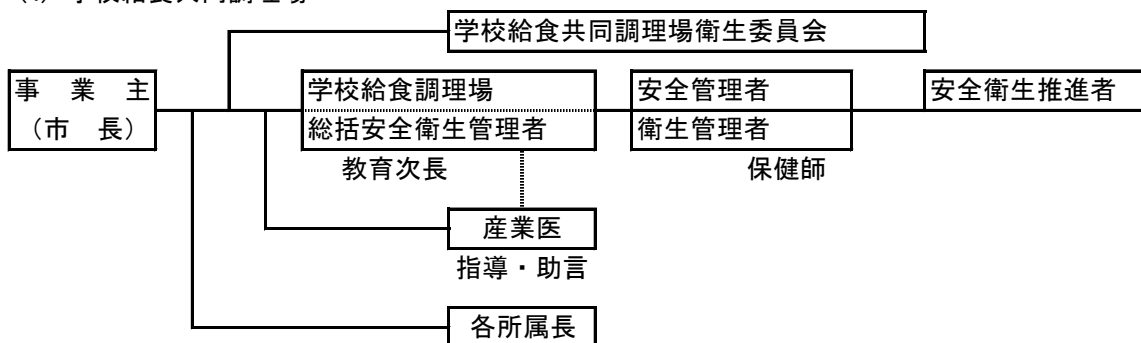 学校給食共同調理場衛生委員会
事　業　主
（市　長）
学校給食調理場
総括安全衛生管理者
教育次長
安全管理者
衛生管理者
保健師
安全衛生推進者
産業医
指導・助言
各所属長